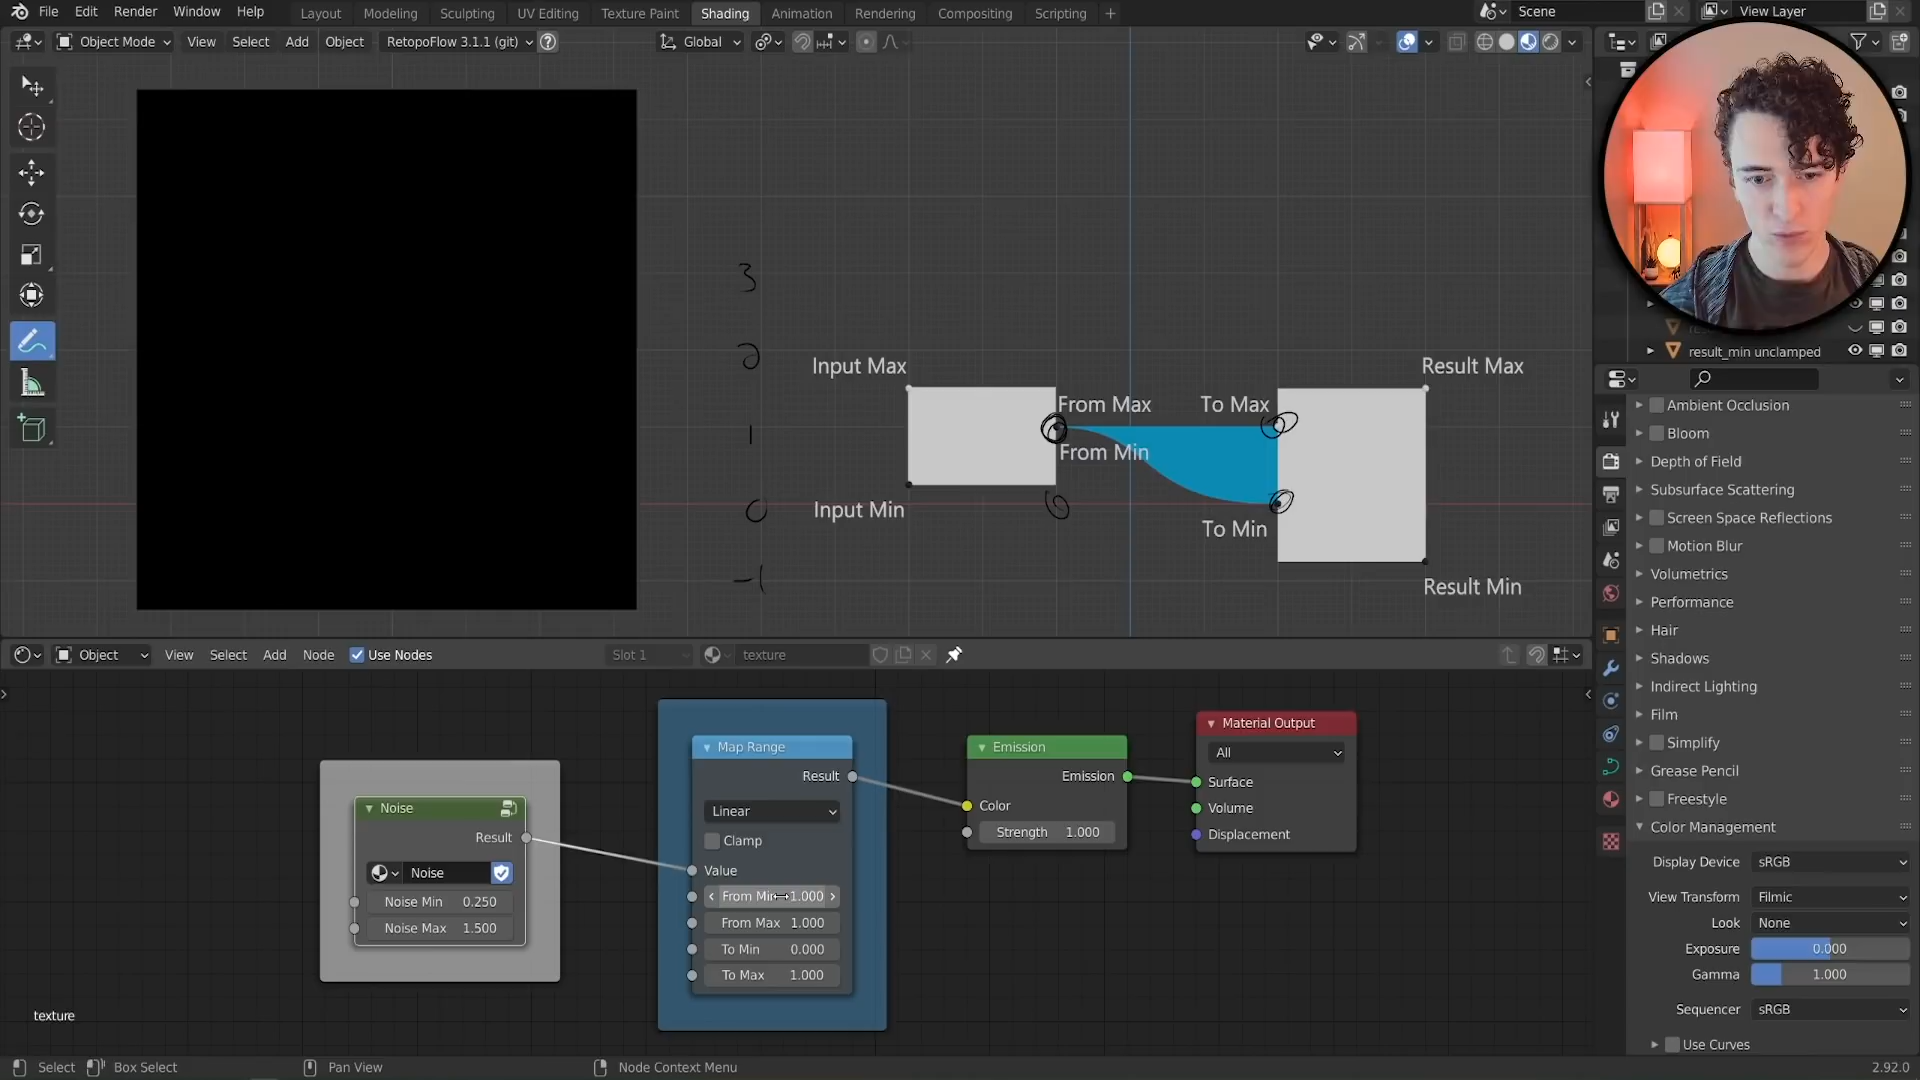 File Edit Render Window Help
Layout Modeling Sculpting UV Editing Texture Paint Shading Animation Rendering Compositing Scripting +
Scene
View Layer
Object Mode View Select Add Object RetopoFlow 3.1.1 (git)
Global
3
2
1
0
-1
Input Max
Input Min
From Max
From Min
To Max
To Min
Result Max
Result Min
result_min unclamped
Ambient Occlusion
Bloom
Depth of Field
Subsurface Scattering
Screen Space Reflections
Motion Blur
Volumetrics
Performance
Hair
Shadows
Indirect Lighting
Film
Simplify
Grease Pencil
Freestyle
Color Management
Display Device sRGB
View Transform Filmic
Look None
Exposure 0.000
Gamma 1.000
Sequencer sRGB
Use Curves
Object View Select Add Node Use Nodes
Slot 1
texture
Noise
Result
Noise
Noise Min 0.250
Noise Max 1.500
Map Range
Result
Linear
Clamp
Value
From Min 1.000
From Max 1.000
To Min 0.000
To Max 1.000
Emission
Emission
Color
Strength 1.000
Material Output
All
Surface
Volume
Displacement
texture
Select Box Select Pan View Node Context Menu
2.92.0